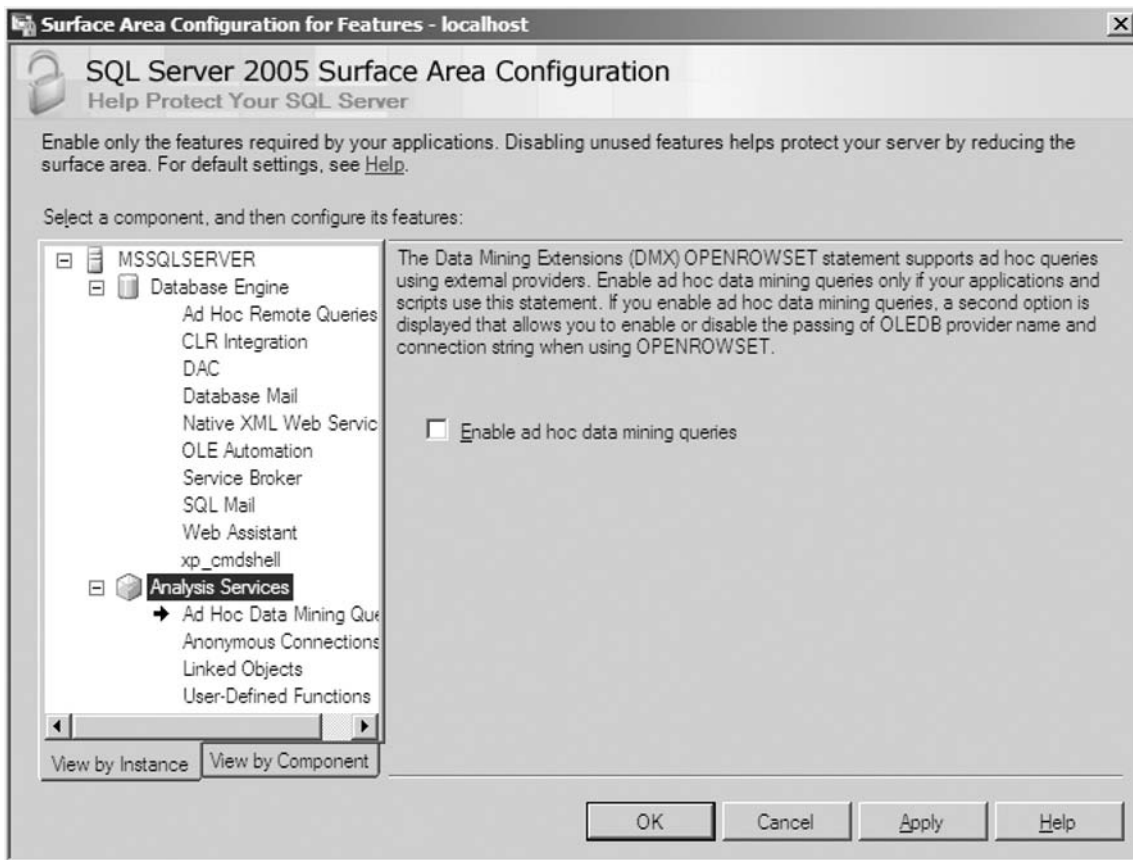 Surface Area Configuration for Features - localhost
SQL Server 2005 Surface Area Configuration
Help Protect Your SQL Server
Enable only the features required by your applications. Disabling unused features helps protect your server by reducing the
surface area. For default settings, see Help.
Select a component, and then configure its features:
MSSQLSERVER
Database Engine
Ad Hoc Remote Queries
CLR Integration
DAC
Database Mail
Native XML Web Servic
OLE Automation
Service Broker
SQL Mail
Web Assistant
xp_cmdshell
Analysis Services
Ad Hoc Data Mining Que
Anonymous Connections
Linked Objects
User-Defined Functions
View by Instance
View by Component
The Data Mining Extensions (DMX) OPENROWSET statement supports ad hoc queries
using external providers. Enable ad hoc data mining queries only if your applications and
scripts use this statement. If you enable ad hoc data mining queries, a second option is
displayed that allows you to enable or disable the passing of OLEDB provider name and
connection string when using OPENROWSET.
Enable ad hoc data mining queries
OK
Cancel
Apply
Help